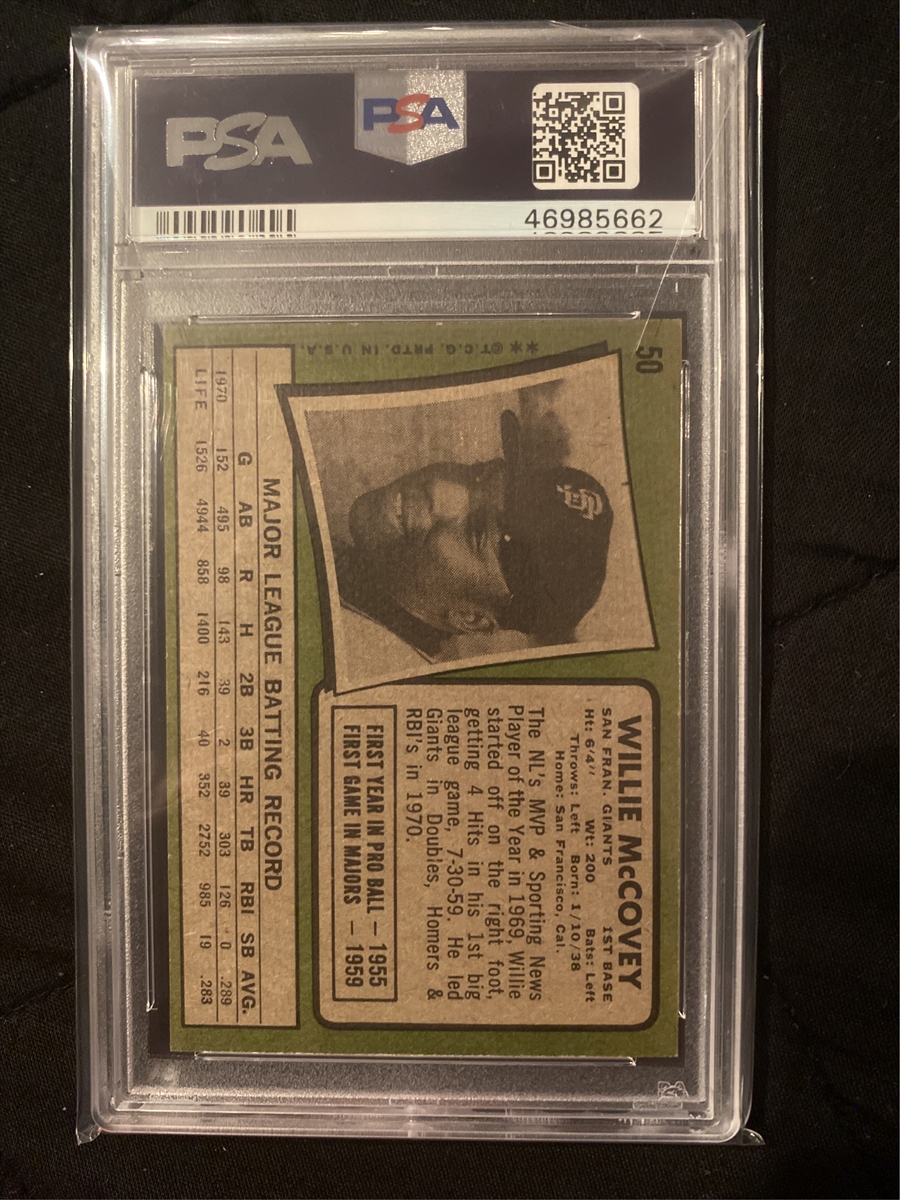 PSA
PSA
46985662
50
**©T.C.G. PRTD. IN U.S.A.
SF
WILLIE McCOVEY
SAN FRAN. GIANTS 1ST BASE
Ht: 6'4" Wt: 200 Bats: Left
Throws: Left Born: 1/10/38
Home: San Francisco, Cal.
The NL's MVP & Sporting News
Player of the Year in 1969, Willie
started off on the right foot,
getting 4 Hits in his 1st big
league game, 7-30-59. He led
Giants in Doubles, Homers &
RBI's in 1970.
FIRST YEAR IN PRO BALL — 1955
FIRST GAME IN MAJORS — 1959
MAJOR LEAGUE BATTING RECORD
G AB R H 2B 3B HR TB RBI SB AVG.
1970 152 495 98 143 39 2 39 303 126 0 .289
LIFE 1526 4944 858 1400 216 40 352 2752 985 19 .283